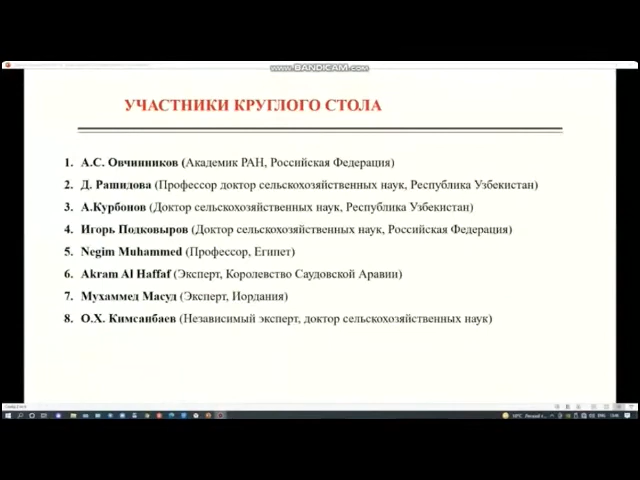 www.BANDICAM.com
УЧАСТНИКИ КРУГЛОГО СТОЛА
1. А.С. Овчинников (Академик РАН, Российская Федерация)
2. Д. Рашидова (Профессор доктор сельскохозяйственных наук, Республика Узбекистан)
3. А.Курбонов (Доктор сельскохозяйственных наук, Республика Узбекистан)
4. Игорь Подковыров (Доктор сельскохозяйственных наук, Российская Федерация)
5. Negim Muhammed (Профессор, Египет)
6. Akram Al Haffaf (Эксперт, Королевство Саудовской Аравии)
7. Мухаммед Масуд (Эксперт, Иордания)
8. О.Х. Кимсанбаев (Независимый эксперт, доктор сельскохозяйственных наук)